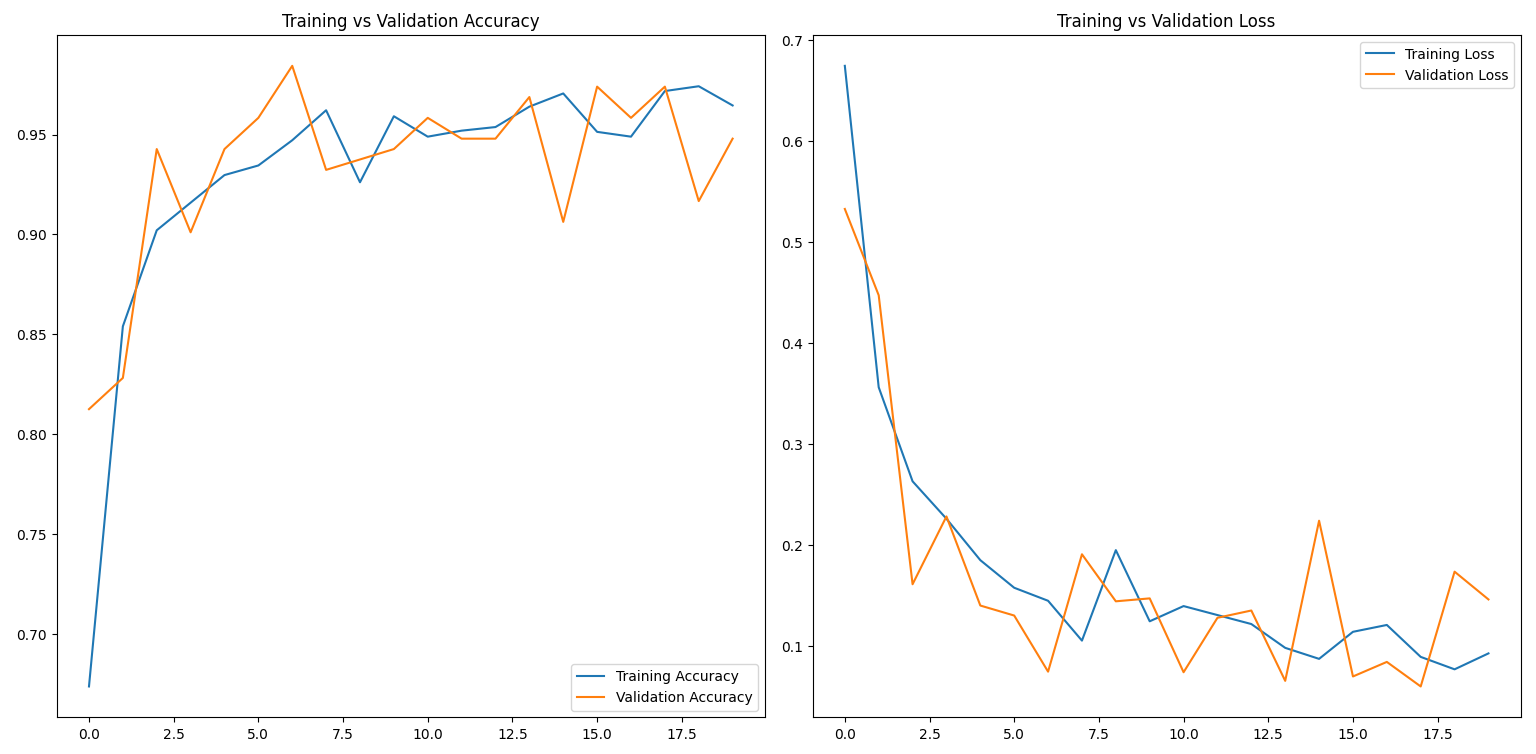 Training vs Validation Accuracy
0.95
0.90
0.85
0.80
0.75
0.70
Training Accuracy
Validation Accuracy
0.0 2.5 5.0 7.5 10.0 12.5 15.0 17.5
Training vs Validation Loss
0.7
0.6
0.5
0.4
0.3
0.2
0.1
Training Loss
Validation Loss
0.0 2.5 5.0 7.5 10.0 12.5 15.0 17.5